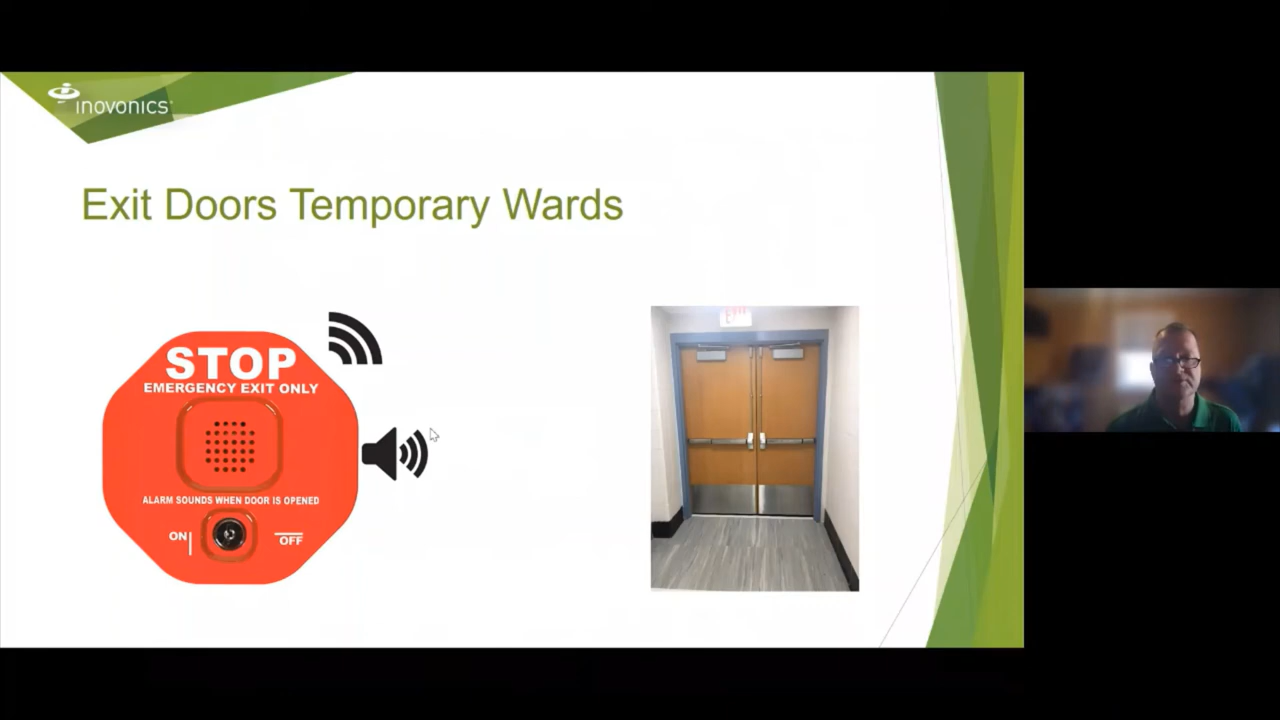 inovonics
Exit Doors Temporary Wards
STOP
EMERGENCY EXIT ONLY
ALARM SOUNDS WHEN DOOR IS OPENED
ON
OFF
EXIT